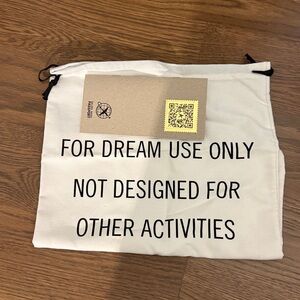 FOR DREAM USE ONLY
NOT DESIGNED FOR
OTHER ACTIVITIES